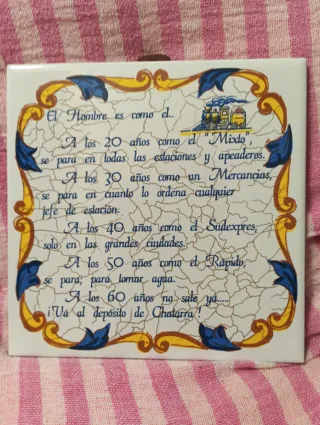 El Hombre es como el..
A los 20 años como el "Mixto",
se para en todas las estaciones y apeaderos.
A los 30 años como un Mercancías,
se para en cuanto lo ordena cualquier
jefe de estación.
A los 40 años como el Sudexpres,
solo en las grandes ciudades.
A los 50 años como el Rápido,
se para, para tomar agua.
A los 60 años no sale ya....
¡Va al depósito de Chatarra!